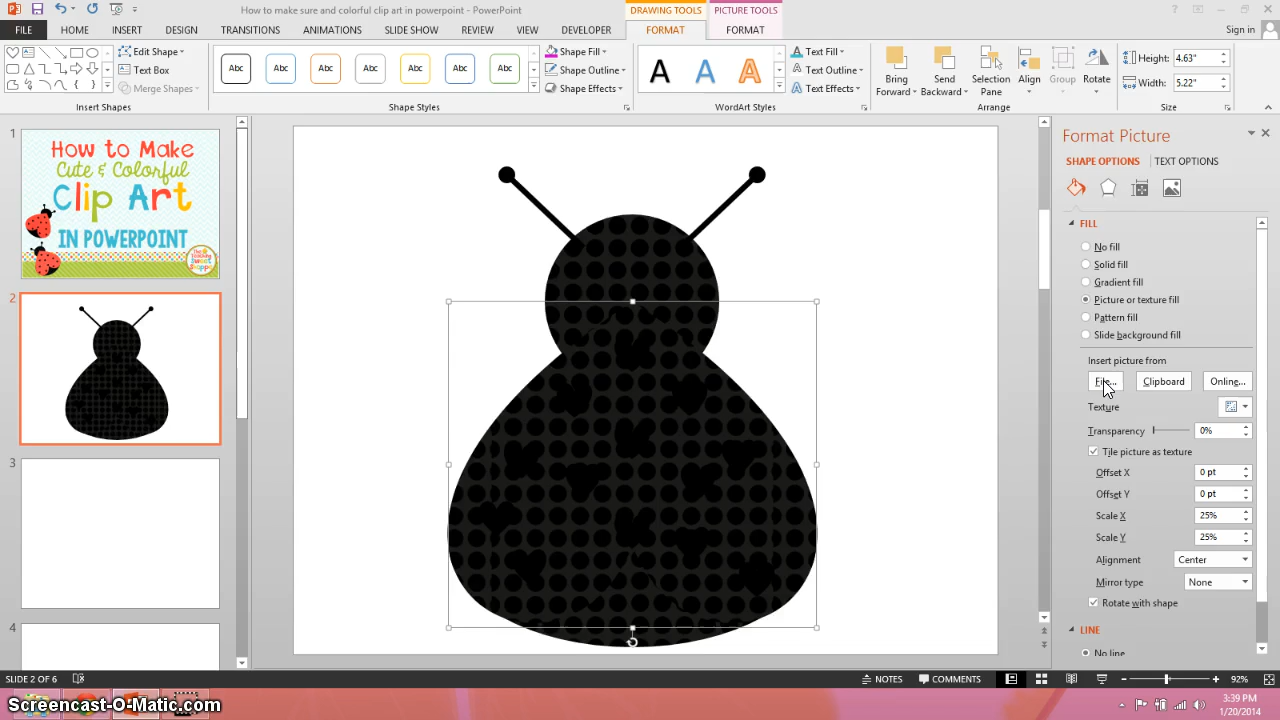 How to make sure and colorful clip art in powerpoint - PowerPoint
DRAWING TOOLS
PICTURE TOOLS
FILE
HOME
INSERT
DESIGN
TRANSITIONS
ANIMATIONS
SLIDE SHOW
REVIEW
VIEW
DEVELOPER
FORMAT
FORMAT
Sign in
Edit Shape
Text Box
Merge Shapes
Insert Shapes
Abc Abc Abc Abc Abc Abc Abc
Shape Fill
Shape Outline
Shape Effects
Shape Styles
A A A
Text Fill
Text Outline
Text Effects
WordArt Styles
Bring Forward
Send Backward
Selection Pane
Align
Group
Rotate
Arrange
Height: 4.63"
Width: 5.22"
Size
1
How to Make
Cute & Colorful
Clip Art
IN POWERPOINT
2
3
4
Format Picture
SHAPE OPTIONS
TEXT OPTIONS
FILL
No fill
Solid fill
Gradient fill
Picture or texture fill
Pattern fill
Slide background fill
Insert picture from
File...
Clipboard
Online...
Texture
Transparency 0%
Tile picture as texture
Offset X 0 pt
Offset Y 0 pt
Scale X 25%
Scale Y 25%
Alignment Center
Mirror type None
Rotate with shape
LINE
No line
SLIDE 2 OF 6
NOTES
COMMENTS
92%
Screencast-O-Matic.com
3:39 PM
1/20/2014